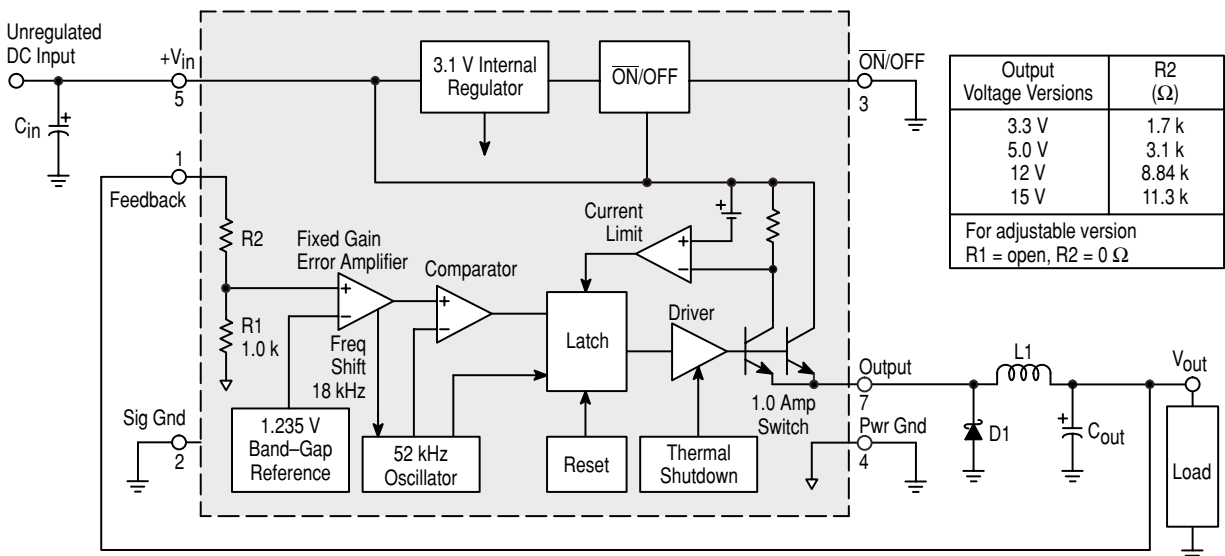 Unregulated
DC Input
+Vin
5
Cin
3.1 V Internal
Regulator
O̅N̅/OFF
O̅N̅/OFF
3
Output
Voltage Versions
R2
(Ω)
3.3 V
1.7 k
5.0 V
3.1 k
12 V
8.84 k
15 V
11.3 k
For adjustable version
R1 = open, R2 = 0 Ω
1
Feedback
R2
Fixed Gain
Error Amplifier
Comparator
Current
Limit
+
+
–
+
–
+
–
R1
1.0 k
Freq
Shift
18 kHz
Latch
Driver
1.0 Amp
Switch
Output
7
L1
Vout
Sig Gnd
2
1.235 V
Band–Gap
Reference
52 kHz
Oscillator
Reset
Thermal
Shutdown
Pwr Gnd
4
D1
+
Cout
Load
+